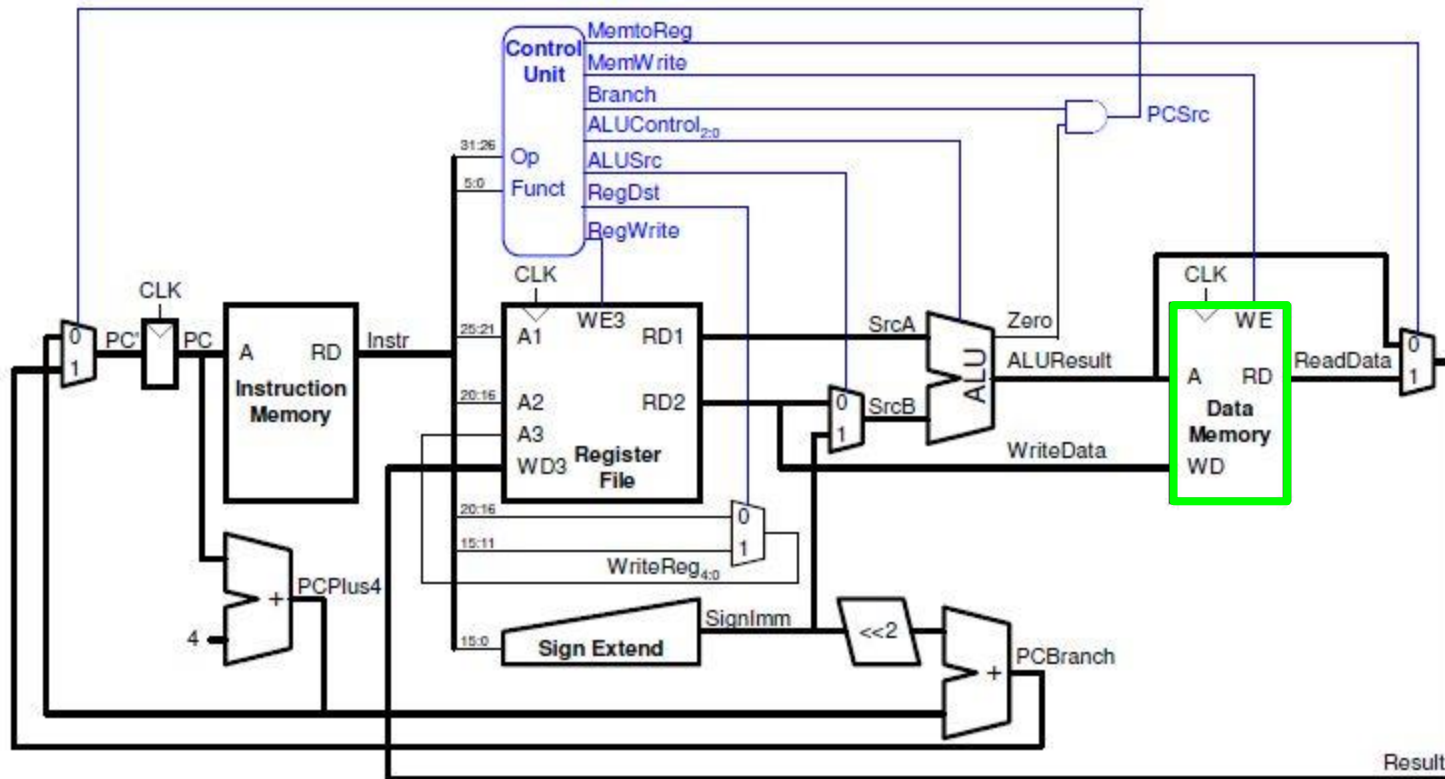 MemtoReg
Control
Unit
MemWrite
Branch
PCSrc
ALUControl2:0
31:26
Op
ALUSrc
5:0
Funct
RegDst
RegWrite
CLK
CLK
CLK
25:21
A1
WE3
RD1
SrcA
Zero
WE
0
1
PC'
PC
A
RD
Instr
Instruction
Memory
ALU
ALUResult
A
RD
ReadData
0
1
20:16
A2
RD2
0
1
SrcB
Data
Memory
A3
WD3
Register
File
WriteData
WD
20:16
0
15:11
1
WriteReg4:0
PCPlus4
+
4
SignImm
15:0
Sign Extend
<<2
PCBranch
+
Result